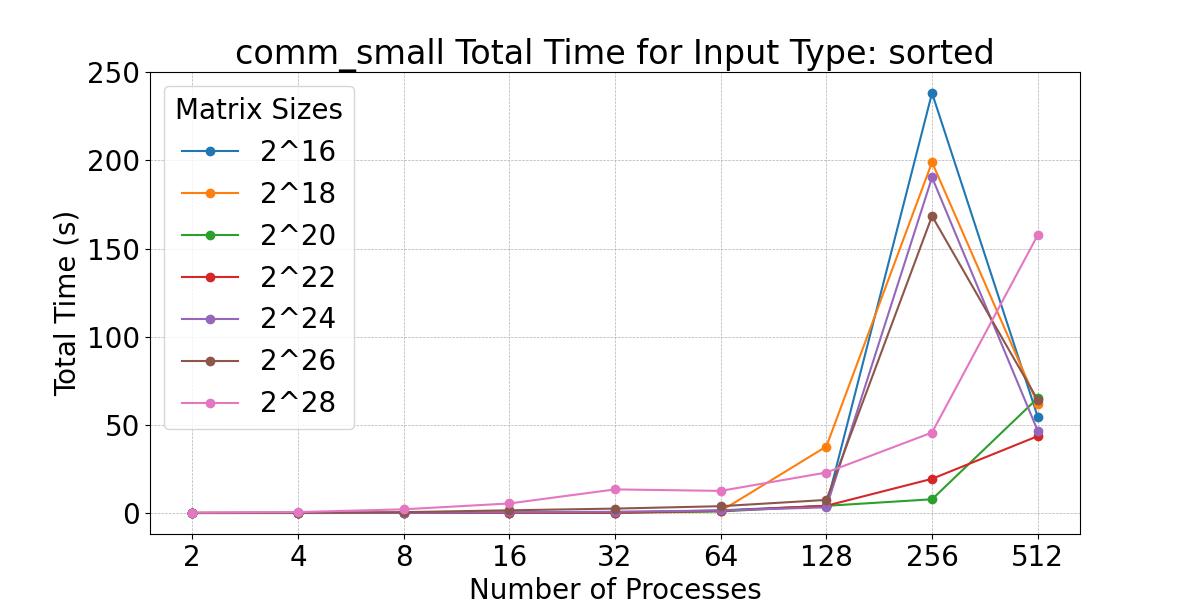 comm_small Total Time for Input Type: sorted
Total Time (s)
250
200
150
100
50
0
Matrix Sizes
2^16
2^18
2^20
2^22
2^24
2^26
2^28
2 4 8 16 32 64 128 256 512
Number of Processes